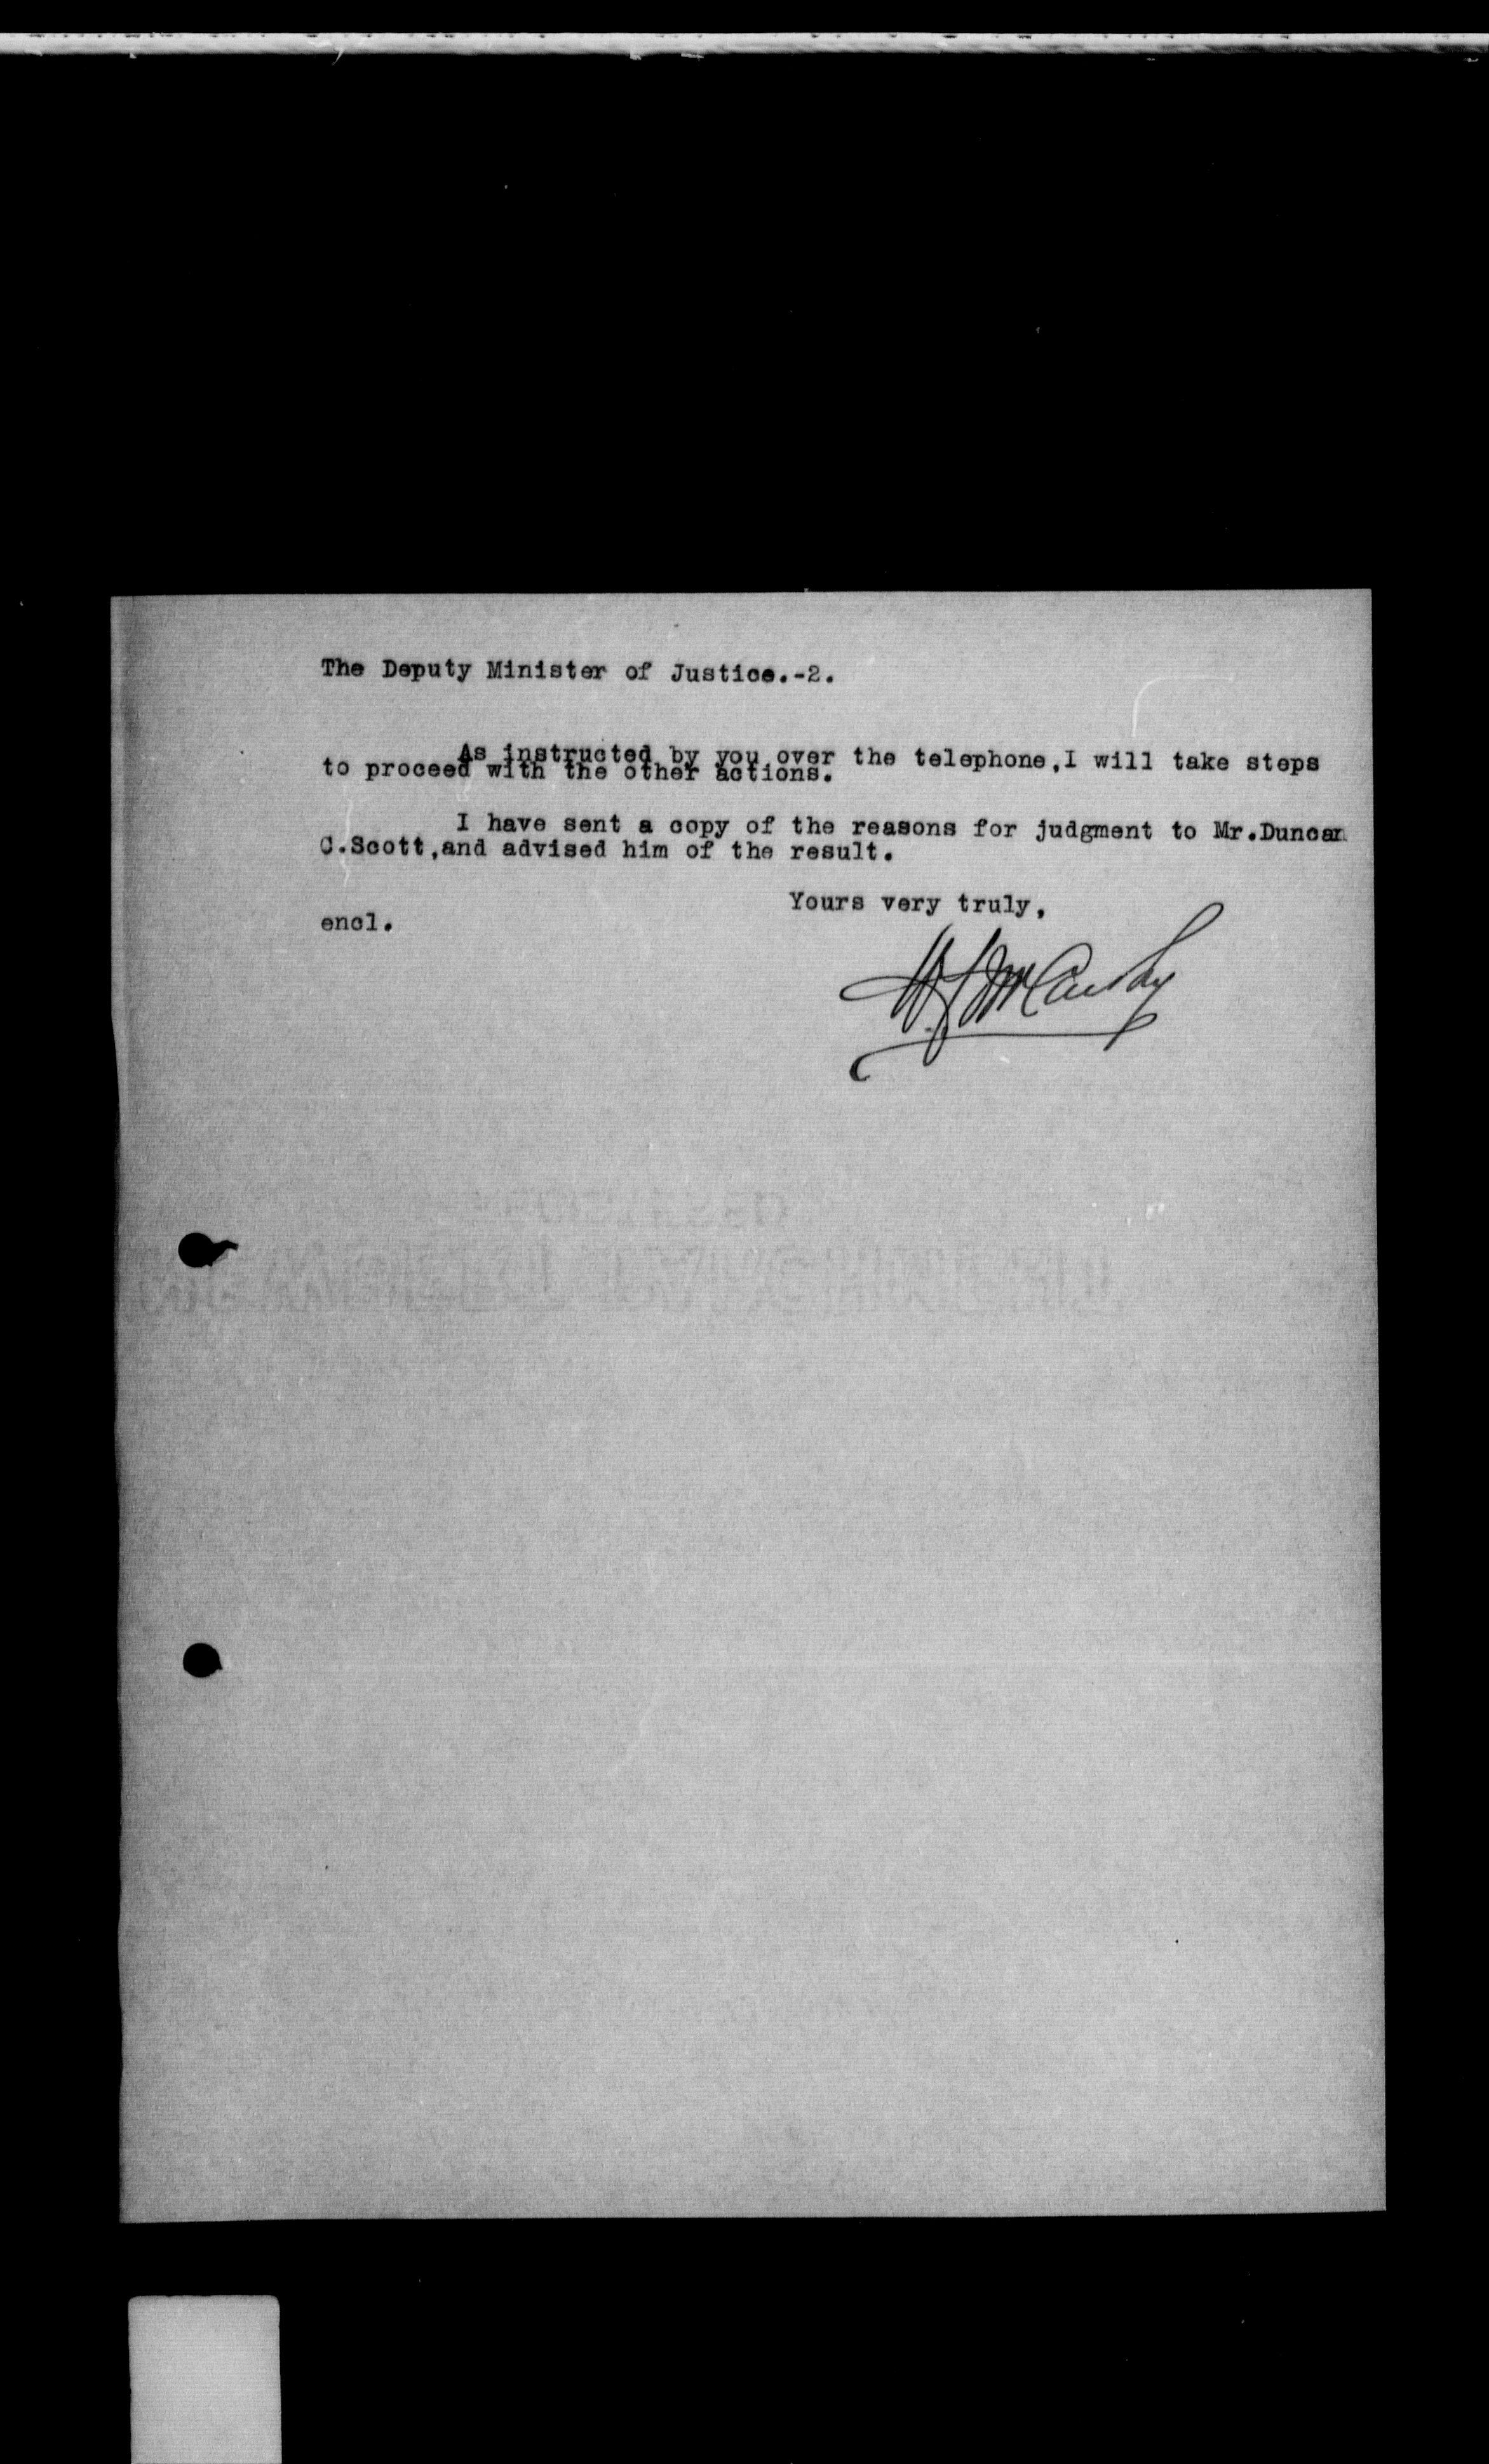 The Deputy Minister of Justice.-2.
As instructed by you over the telephone,I will take steps
to proceed with the other actions.
I have sent a copy of the reasons for judgment to Mr.Duncan
C.Scott,and advised him of the result.
Yours very truly,
encl.